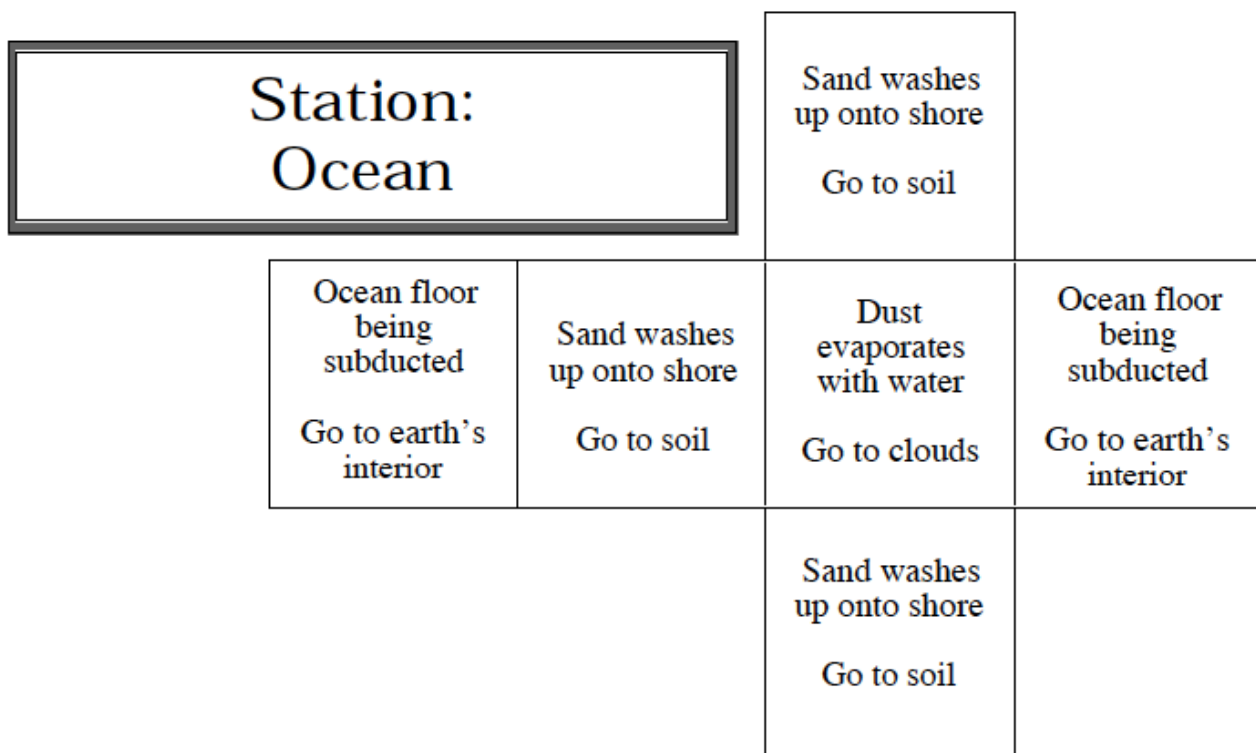 Station:
Ocean
Sand washes
up onto shore
Go to soil
Ocean floor
being
subducted
Go to earth’s
interior
Sand washes
up onto shore
Go to soil
Dust
evaporates
with water
Go to clouds
Ocean floor
being
subducted
Go to earth’s
interior
Sand washes
up onto shore
Go to soil